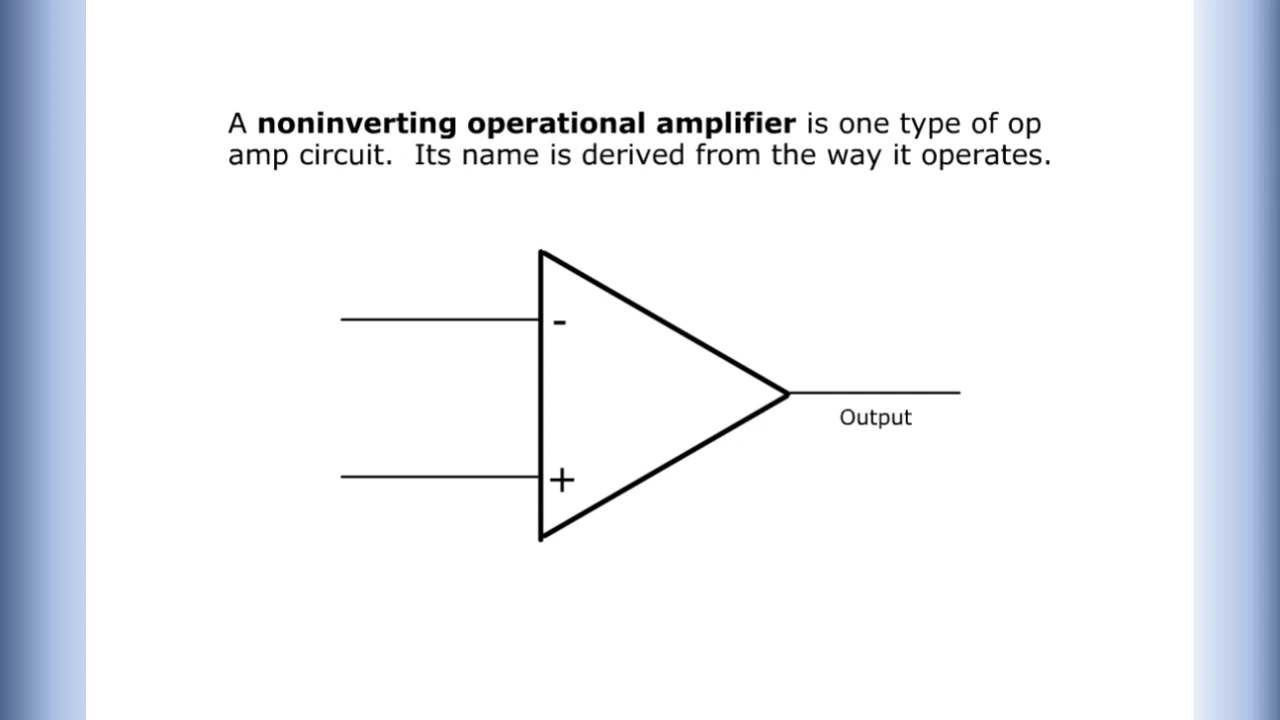 A noninverting operational amplifier is one type of op
amp circuit.  Its name is derived from the way it operates.
-
Output
+